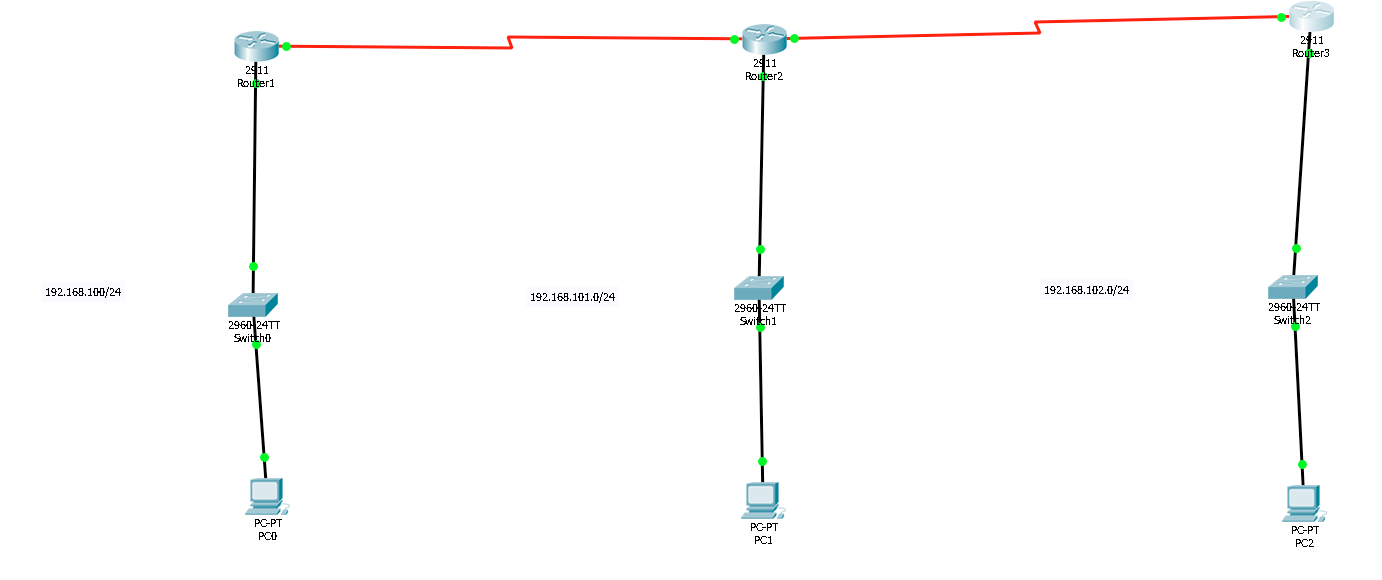 2911
Router1
2911
Router2
2911
Router3
192.168.100/24
192.168.101.0/24
192.168.102.0/24
2960-24TT
Switch0
2960-24TT
Switch1
2960-24TT
Switch2
PC-PT
PC0
PC-PT
PC1
PC-PT
PC2